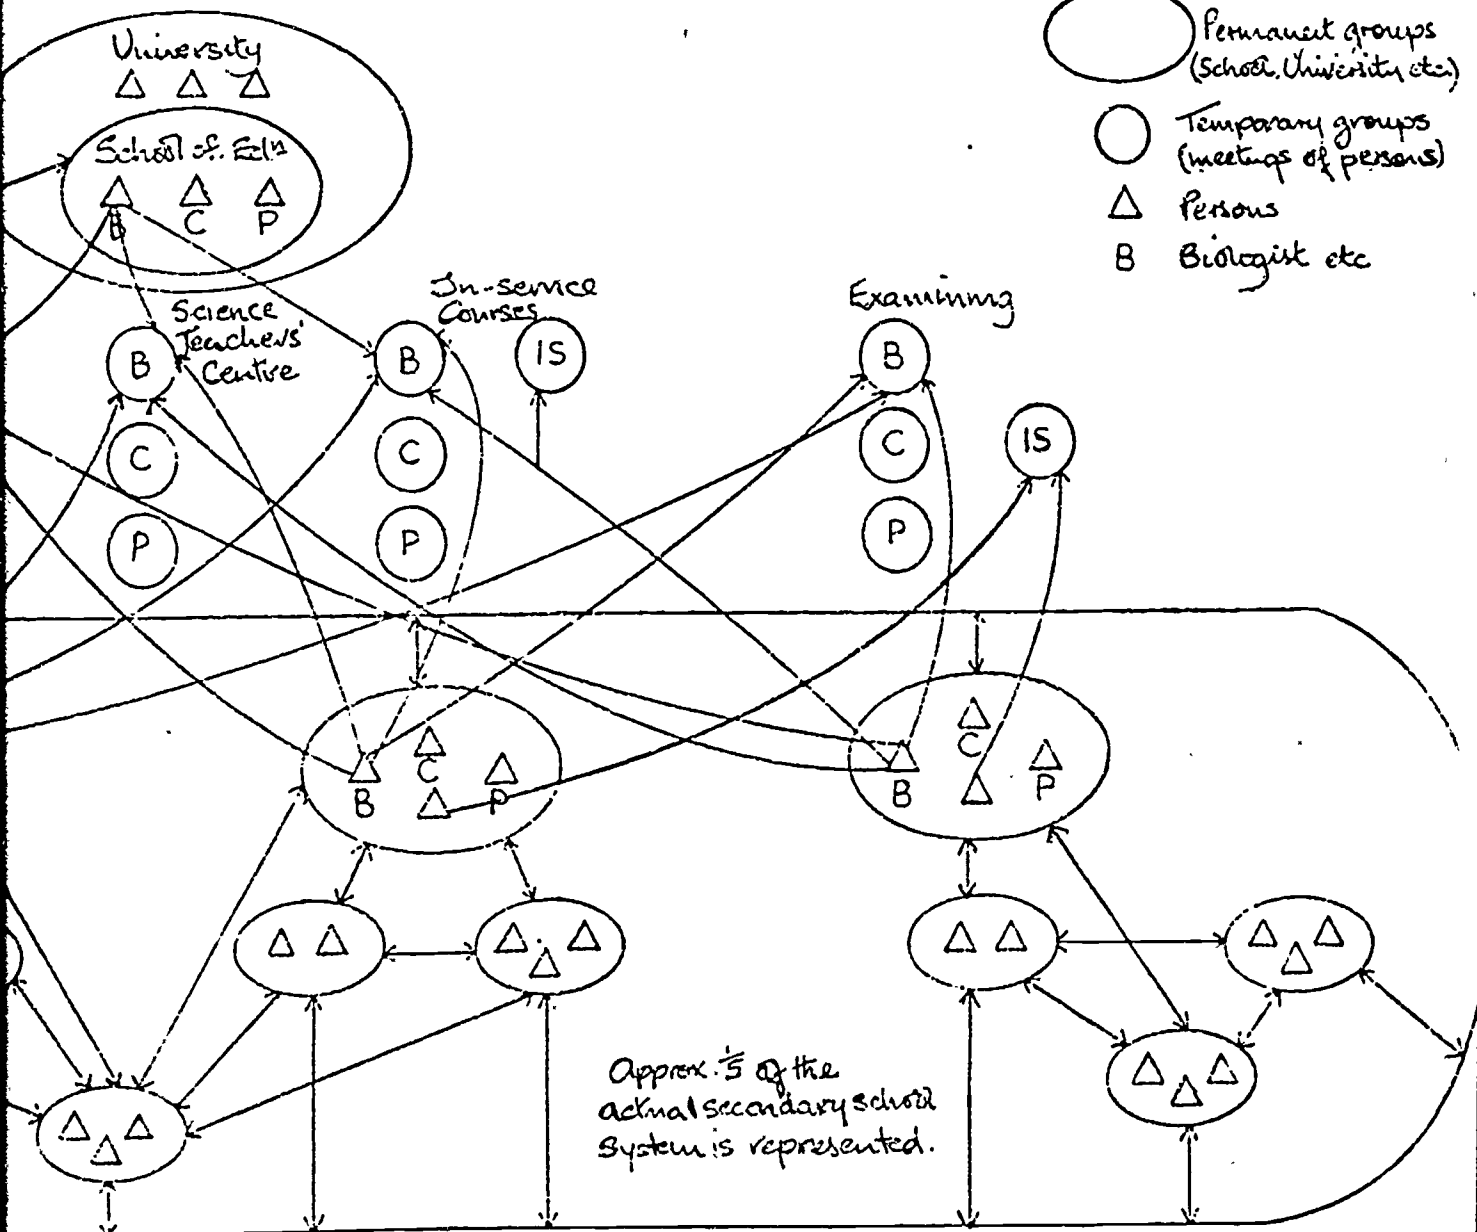 University
School of Edn
B C P
Permanent groups
(School, University etc.)
Temporary groups
(meetings of persons)
Persons
B Biologist etc
Science
Teachers'
Centre
B
C
P
In-service
Courses
B
C
P
IS
Examining
B
C
P
IS
C
B P
C
B P
Approx. 1/5 of the
actual secondary school
system is represented.